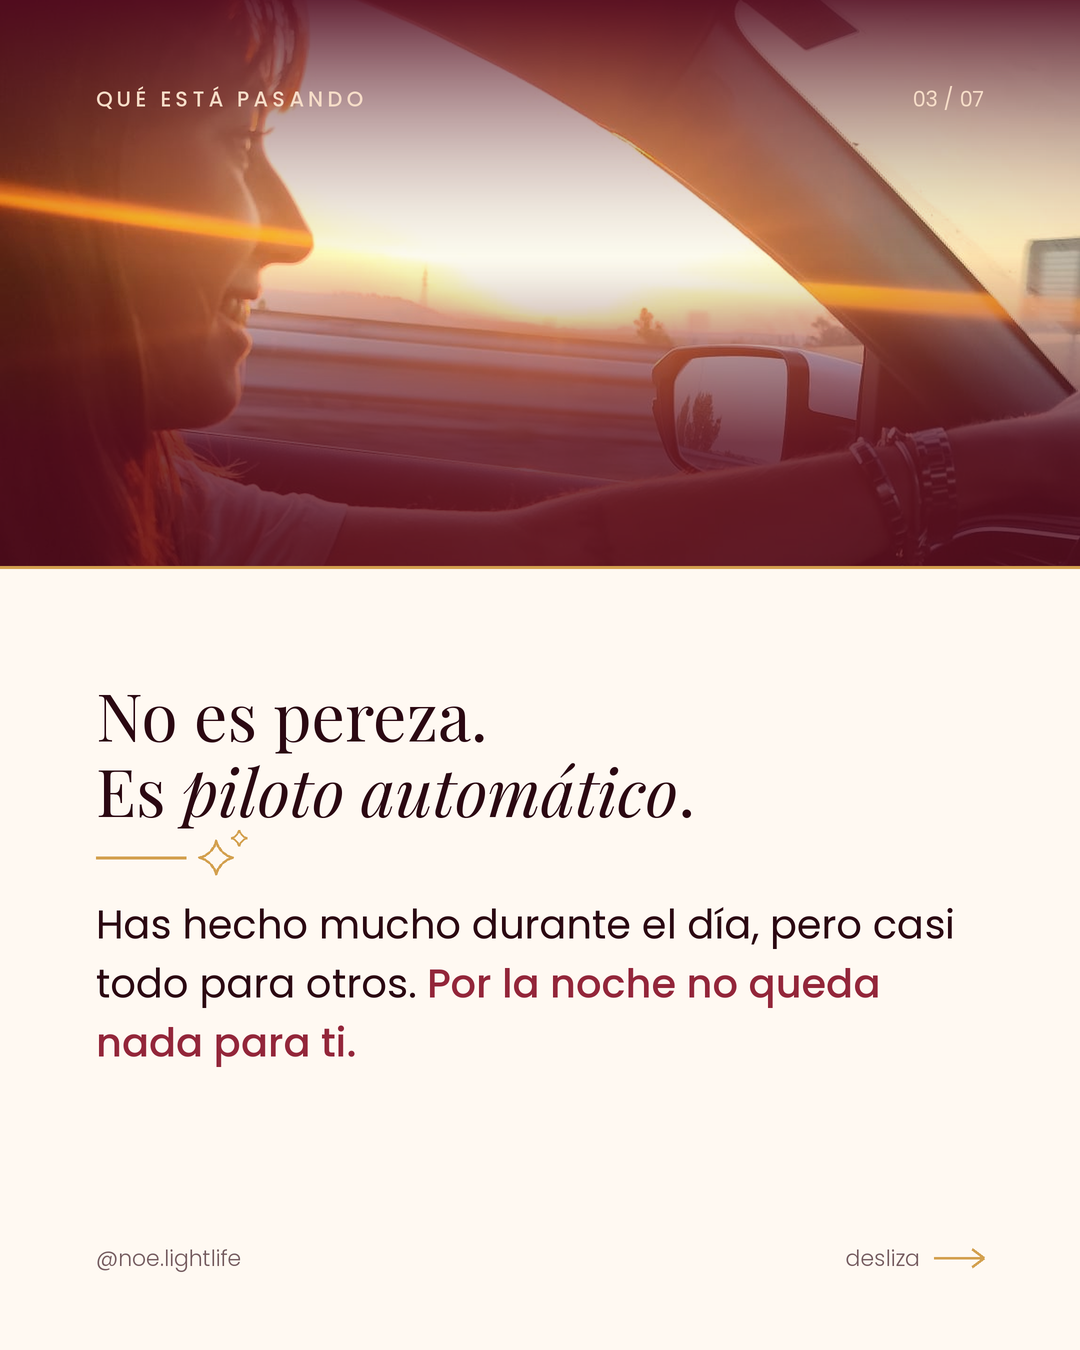 QUÉ ESTÁ PASANDO
03 / 07
No es pereza.
Es piloto automático.
Has hecho mucho durante el día, pero casi
todo para otros. Por la noche no queda
nada para ti.
@noe.lightlife
desliza